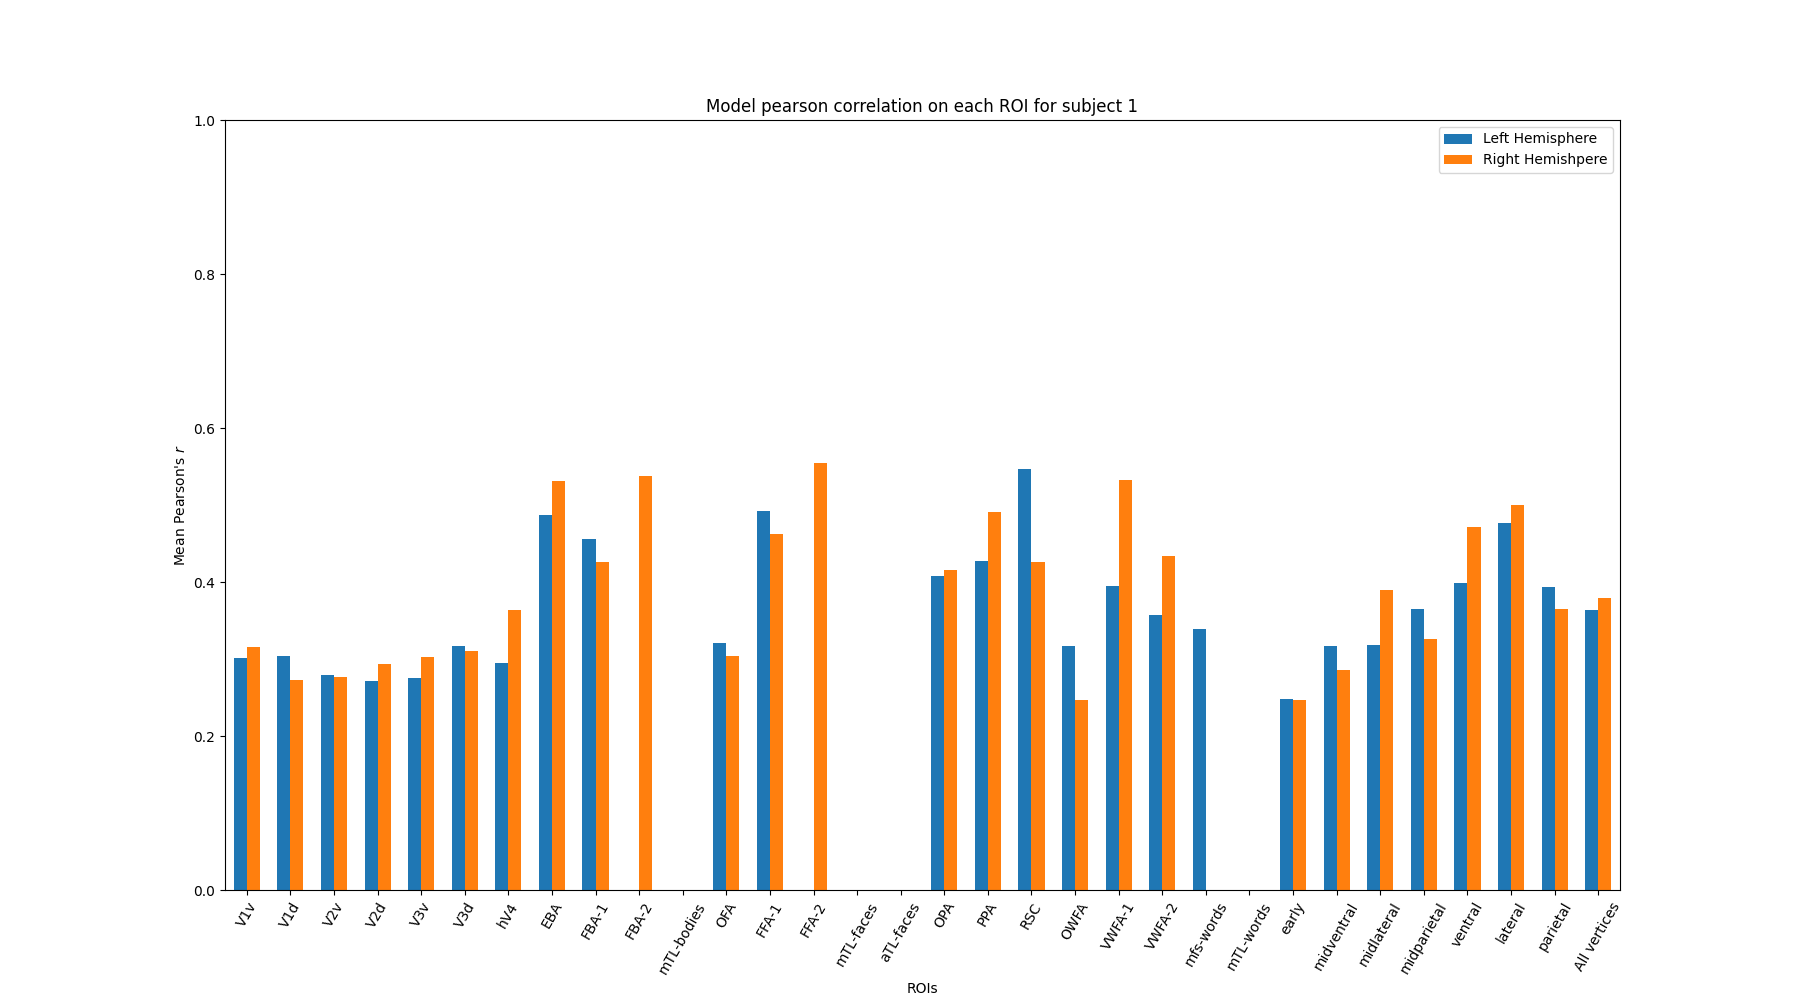 Model pearson correlation on each ROI for subject 1
Left Hemisphere
Right Hemishpere
1.0
0.8
0.6
0.4
0.2
0.0
Mean Pearson's r
V1v
V1d
V2v
V2d
V3v
V3d
hV4
EBA
FBA-1
FBA-2
mTL-bodies
OFA
FFA-1
FFA-2
mTL-faces
aTL-faces
OPA
PPA
RSC
OWFA
VWFA-1
VWFA-2
mfs-words
mTL-words
early
midventral
midlateral
midparietal
ventral
lateral
parietal
All vertices
ROIs